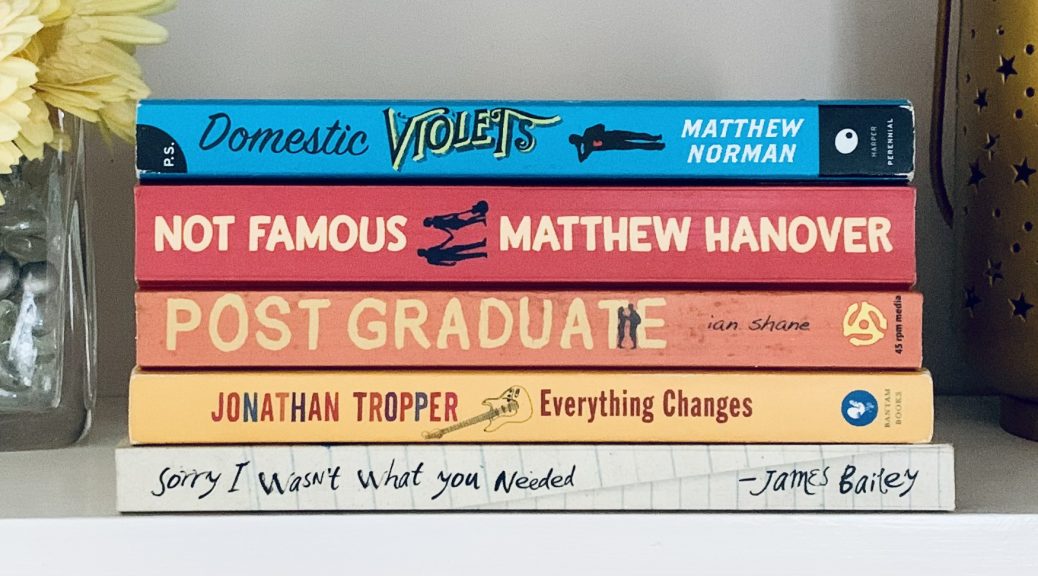 P.S.
Domestic VIOLETS
MATTHEW
NORMAN
HARPER
PERENNIAL
NOT FAMOUS MATTHEW HANOVER
POST GRADUATE ian shane
45 rpm media
JONATHAN TROPPER Everything Changes
BANTAM
BOOKS
Sorry I Wasn't What you Needed -JAMES Bailey